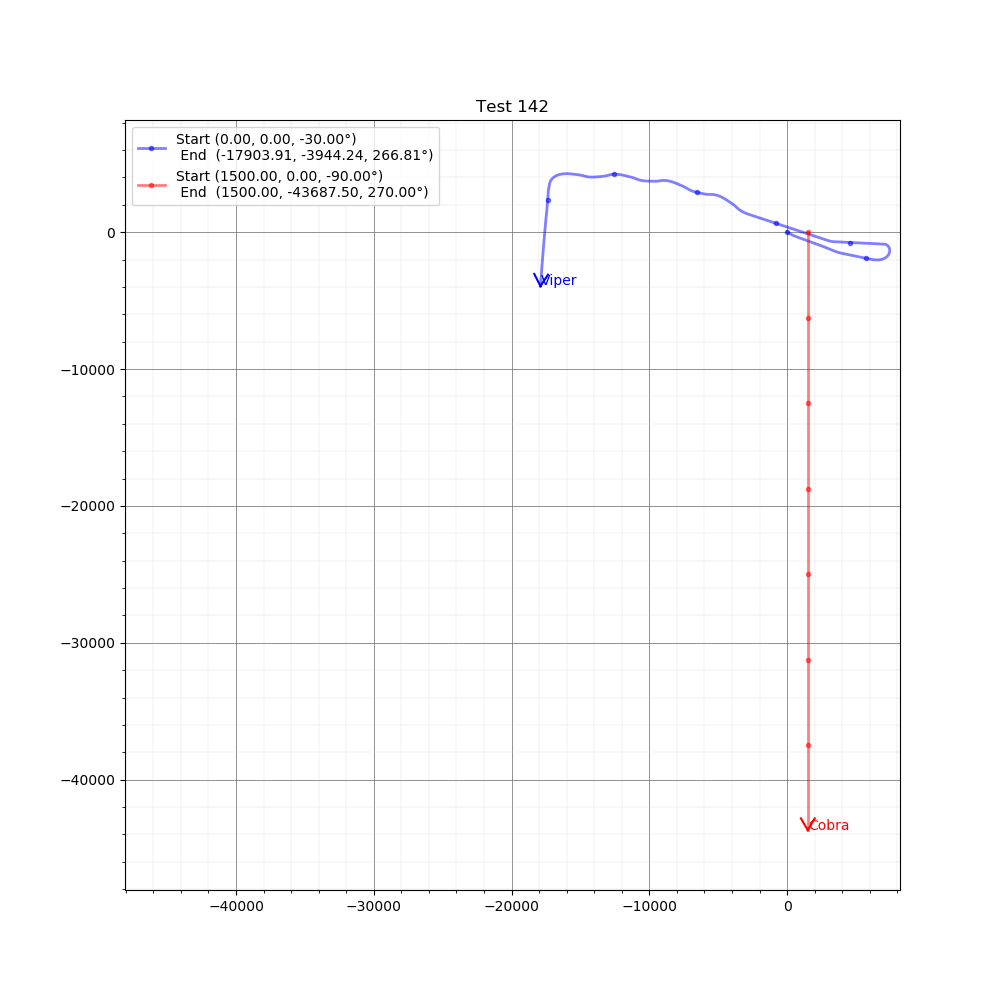 Test 142
Start (0.00, 0.00, -30.00°)
End (-17903.91, -3944.24, 266.81°)
Start (1500.00, 0.00, -90.00°)
End (1500.00, -43687.50, 270.00°)
0
−10000
−20000
−30000
−40000
Viper
Cobra
−40000 −30000 −20000 −10000 0